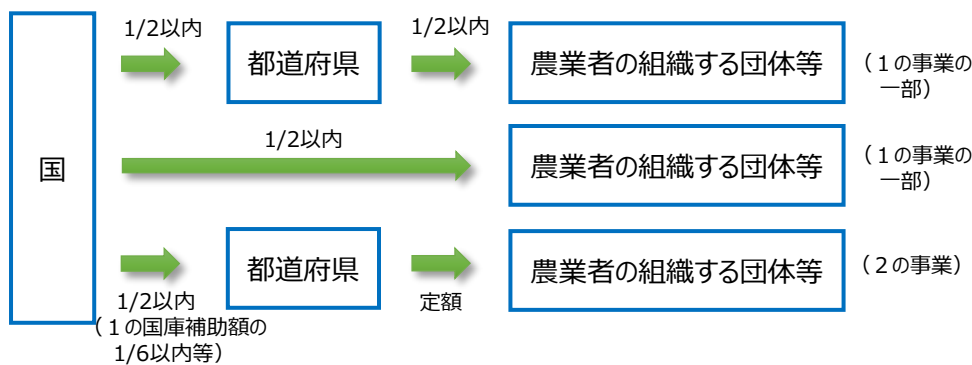 国
1/2以内
都道府県
1/2以内
農業者の組織する団体等
（１の事業の
一部）
1/2以内
農業者の組織する団体等
（１の事業の
一部）
1/2以内
（１の国庫補助額の
1/6以内等）
都道府県
定額
農業者の組織する団体等
（２の事業）